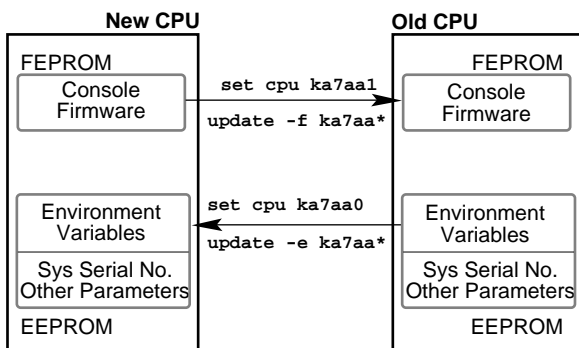 New CPU
Old CPU
FEPROM
FEPROM
Console
Firmware
set cpu ka7aa1
update -f ka7aa*
Console
Firmware
Environment
Variables
set cpu ka7aa0
update -e ka7aa*
Environment
Variables
Sys Serial No.
Other Parameters
Sys Serial No.
Other Parameters
EEPROM
EEPROM